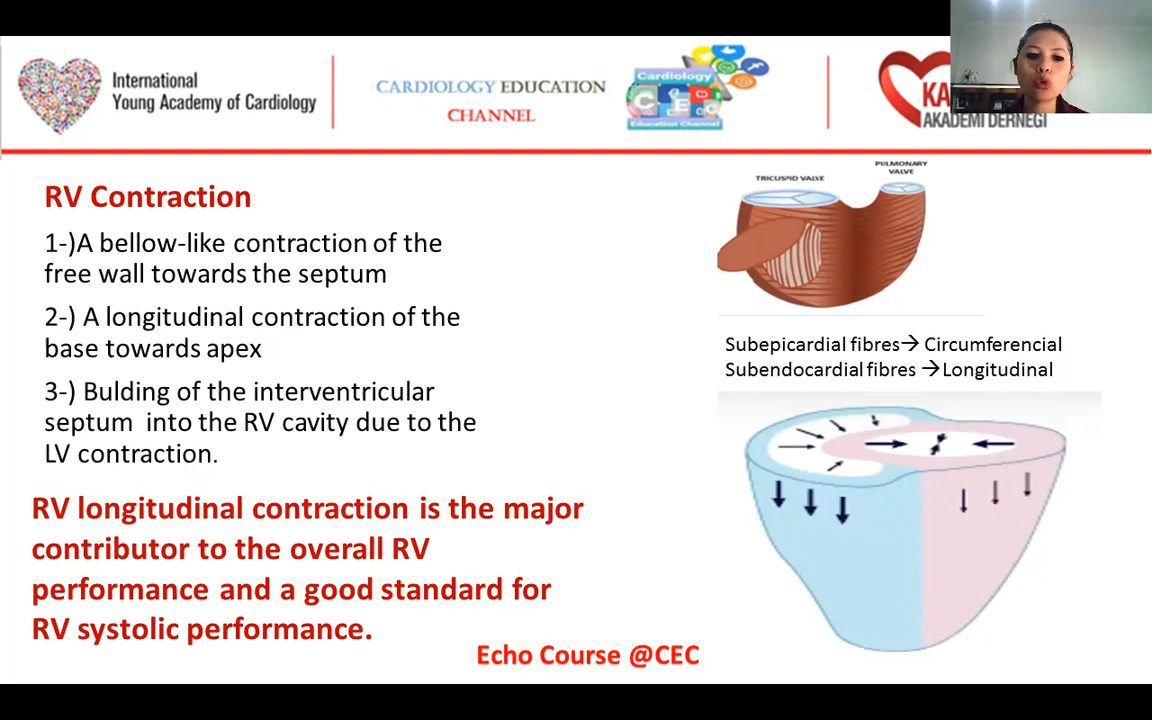 International
Young Academy of Cardiology
CARDIOLOGY EDUCATION
CHANNEL
Cardiology
C E C
Education Channel
KA
AKADEMI DERNEGI
RV Contraction
1-)A bellow-like contraction of the
free wall towards the septum
2-) A longitudinal contraction of the
base towards apex
3-) Bulding of the interventricular
septum into the RV cavity due to the
LV contraction.
RV longitudinal contraction is the major
contributor to the overall RV
performance and a good standard for
RV systolic performance.
TRICUSPID VALVE
PULMONARY
VALVE
Subepicardial fibres→ Circumferencial
Subendocardial fibres →Longitudinal
Echo Course @CEC